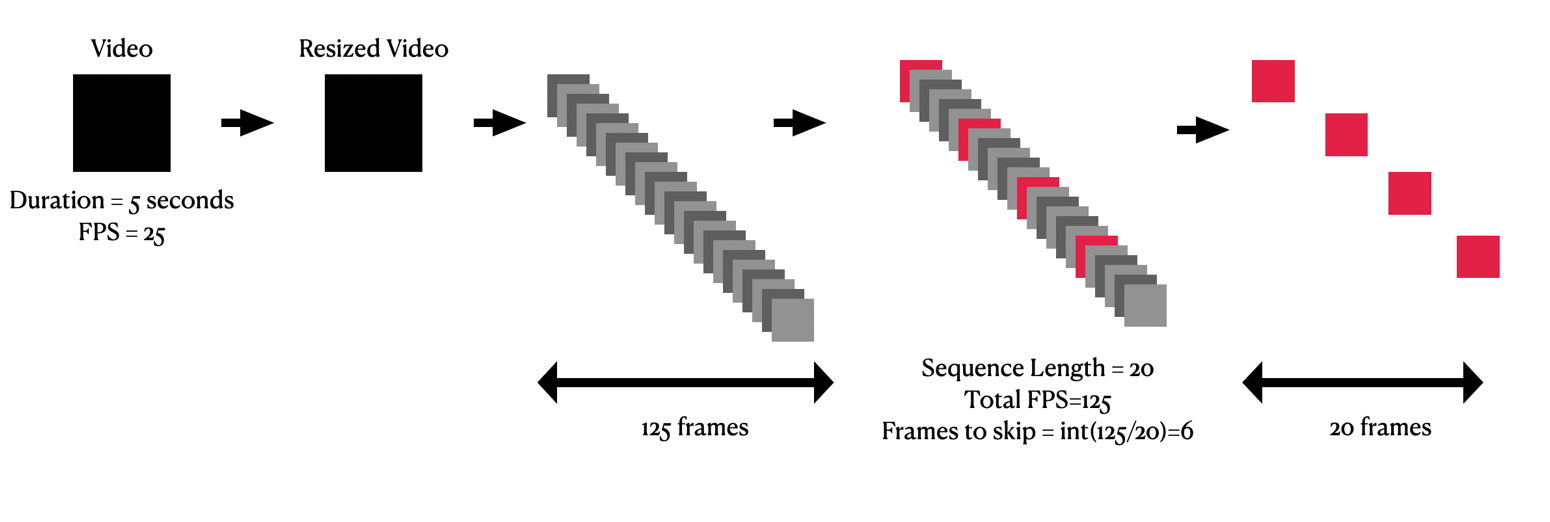 Video
Resized Video
Duration = 5 seconds
FPS = 25
125 frames
Sequence Length = 20
Total FPS=125
Frames to skip = int(125/20)=6
20 frames